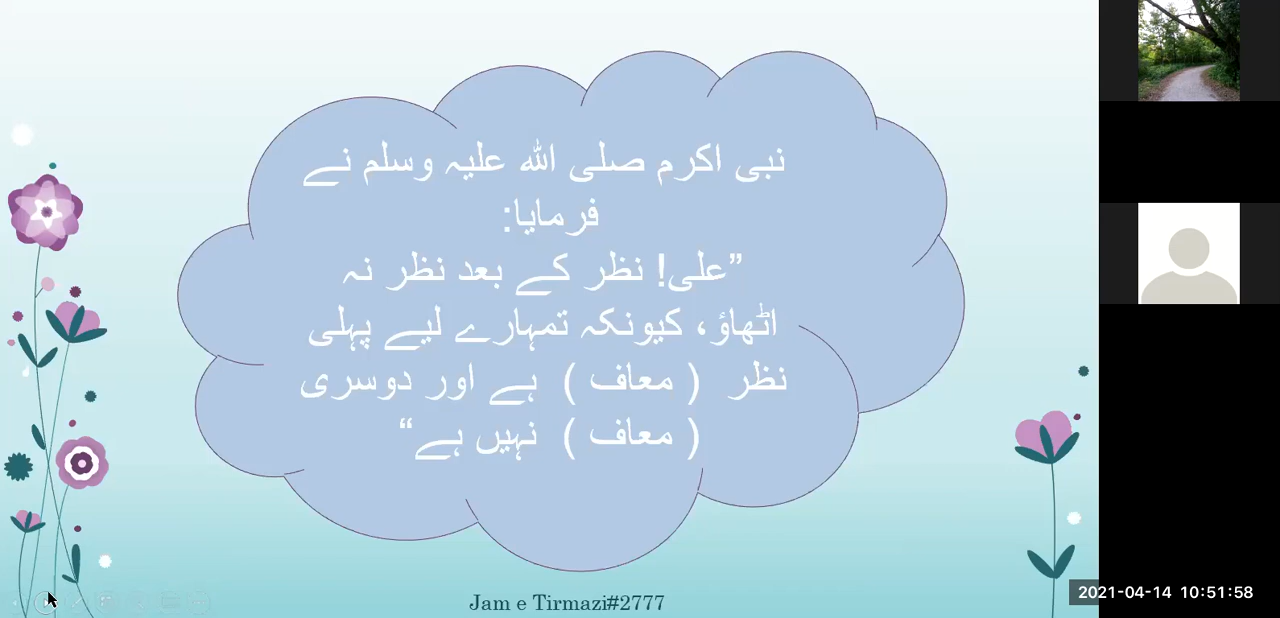 نبی اکرم صلی اللہ علیہ وسلم نے
فرمایا:
”علی! نظر کے بعد نظر نہ
اٹھاؤ، کیونکہ تمہارے لیے پہلی
نظر ( معاف ) ہے اور دوسری
( معاف ) نہیں ہے“
Jam e Tirmazi#2777
2021-04-14 10:51:58